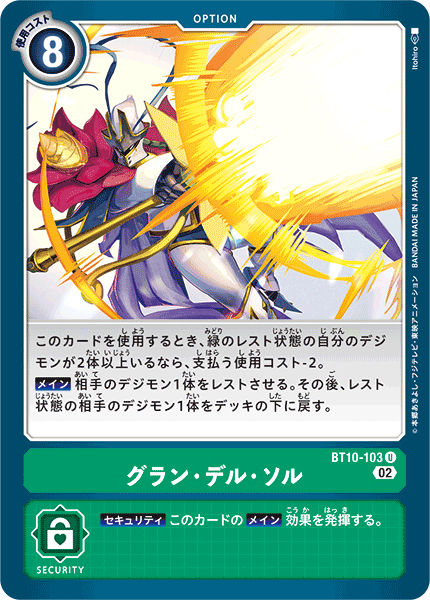 OPTION
使用コスト
8
Itohiro
© 本郷あきよし・フジテレビ・東映アニメーション BANDAI MADE IN JAPAN
このカードを使用するとき、緑のレスト状態の自分のデジ
モンが2体以上いるなら、支払う使用コスト-2。
メイン 相手のデジモン1体をレストさせる。その後、レスト
状態の相手のデジモン1体をデッキの下に戻す。
BT10-103 U
グラン・デル・ソル
02
セキュリティ このカードの メイン 効果を発揮する。
SECURITY